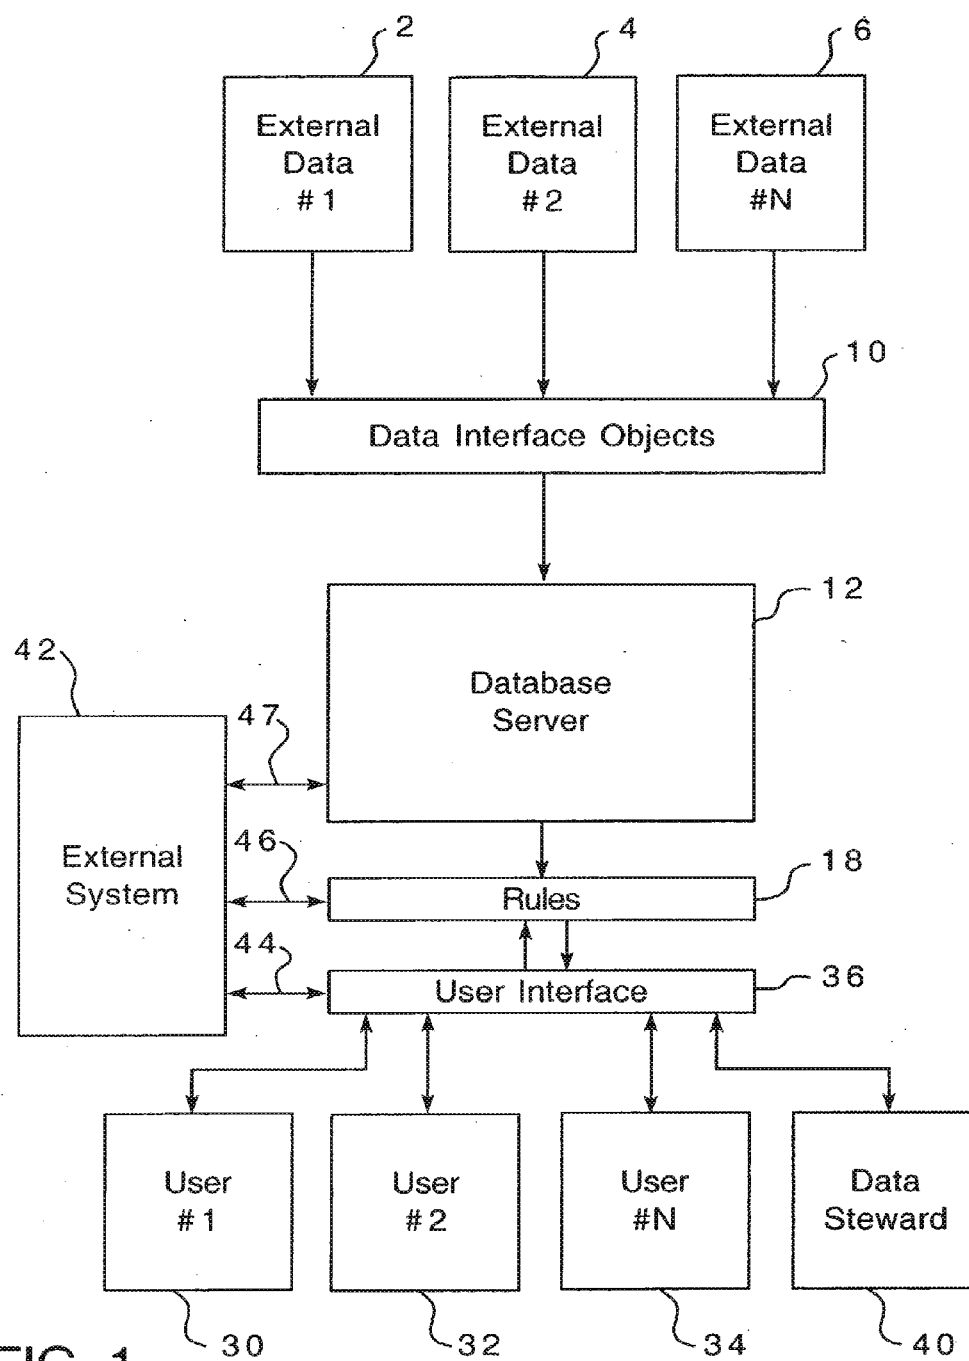 2
4
6
External
Data
#1
External
Data
#2
External
Data
#N
10
Data Interface Objects
12
Database
Server
42
47
External
System
46
18
Rules
44
36
User Interface
User
#1
User
#2
User
#N
Data
Steward
30
32
34
40
FIG. 1